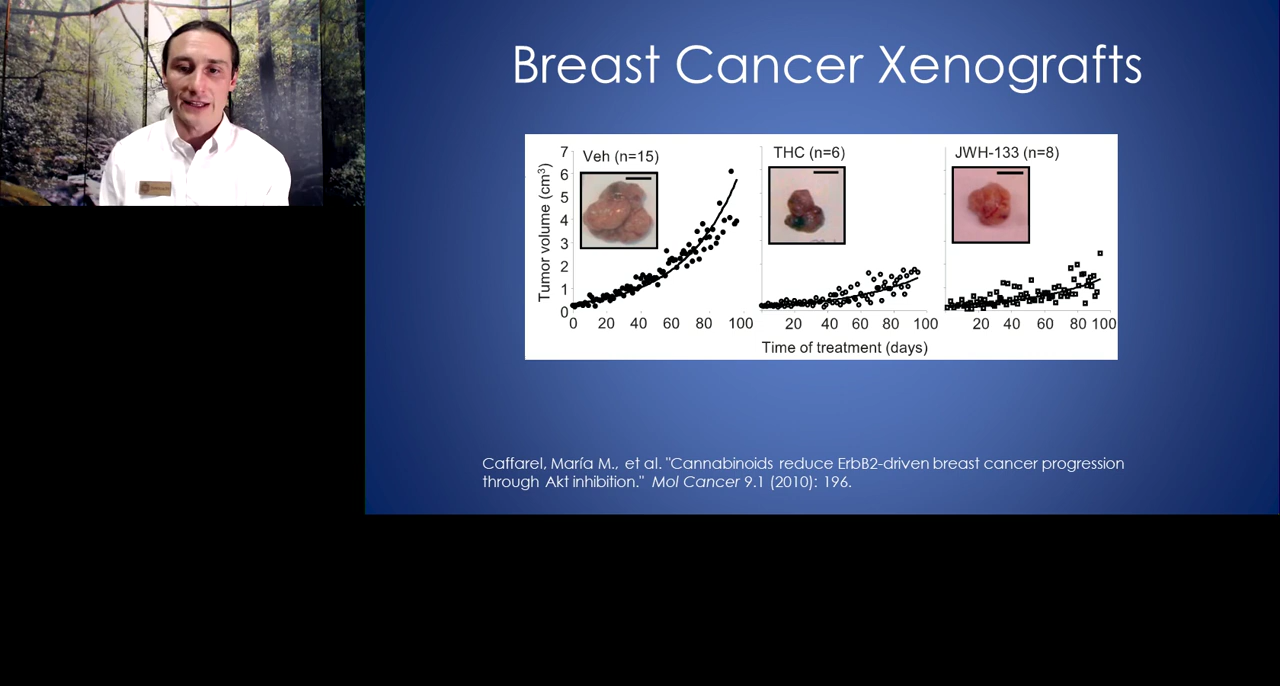 Breast Cancer Xenografts
Veh (n=15)
THC (n=6)
JWH-133 (n=8)
Tumor volume (cm³)
7
6
5
4
3
2
1
0
0 20 40 60 80 100
20 40 60 80 100
20 40 60 80 100
Time of treatment (days)
Caffarel, María M., et al. "Cannabinoids reduce ErbB2-driven breast cancer progression
through Akt inhibition." Mol Cancer 9.1 (2010): 196.